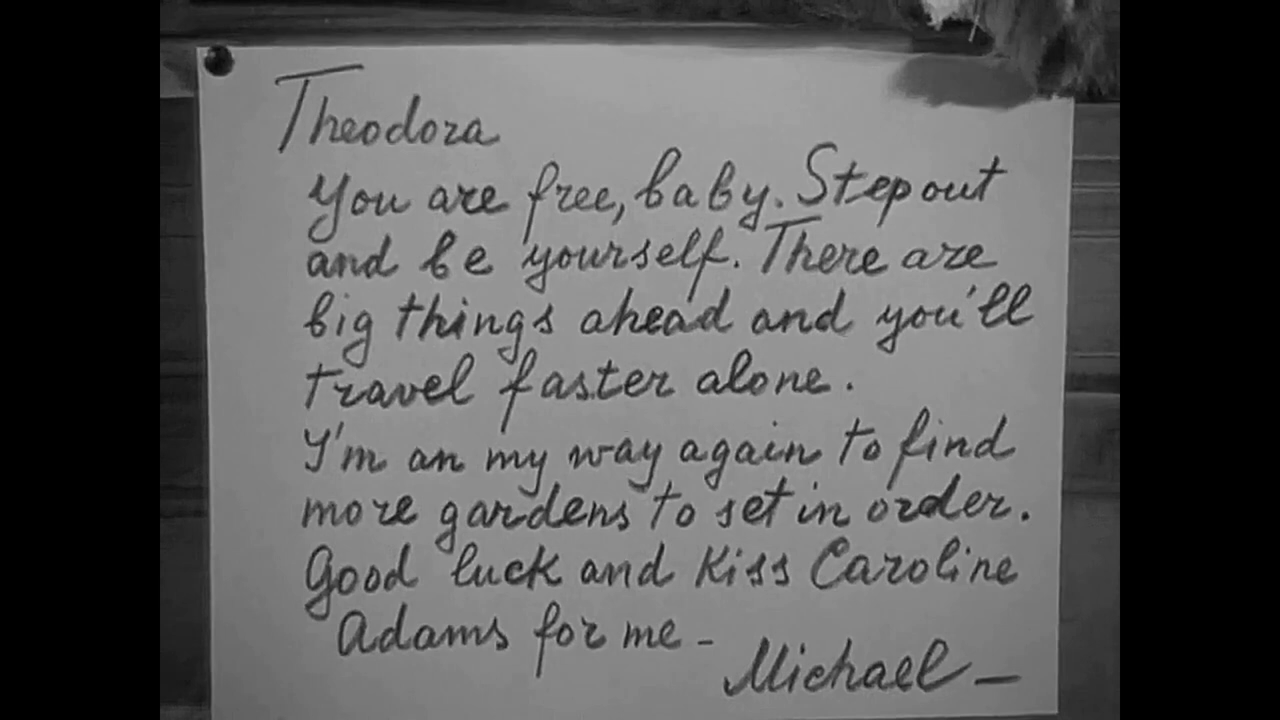 Theodora
You are free, baby. Step out
and be yourself. There are
big things ahead and you'll
travel faster alone.
I'm on my way again to find
more gardens to set in order.
Good luck and kiss Caroline
Adams for me -
Michael -